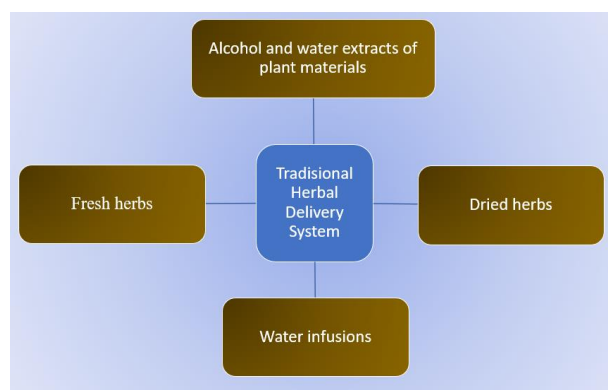 Alcohol and water extracts of
plant materials
Tradisional
Herbal
Delivery
System
Fresh herbs
Dried herbs
Water infusions